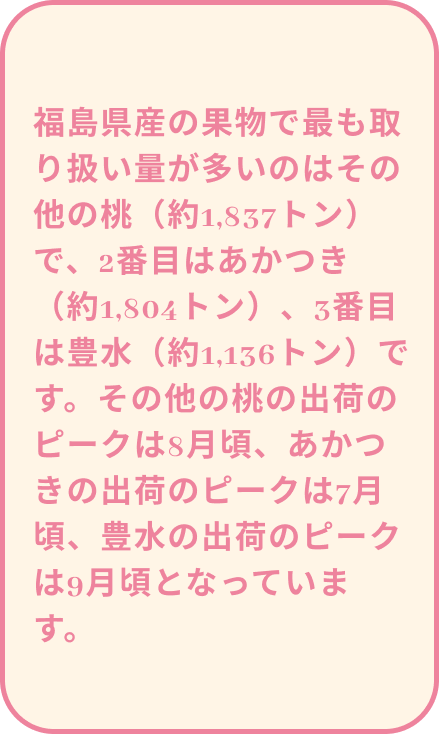 福島県産の果物で最も取
り扱い量が多いのはその
他の桃（約1,837トン）
で、2番目はあかつき
（約1,804トン）、3番目
は豊水（約1,136トン）で
す。その他の桃の出荷の
ピークは8月頃、あかつ
きの出荷のピークは7月
頃、豊水の出荷のピーク
は9月頃となっていま
す。